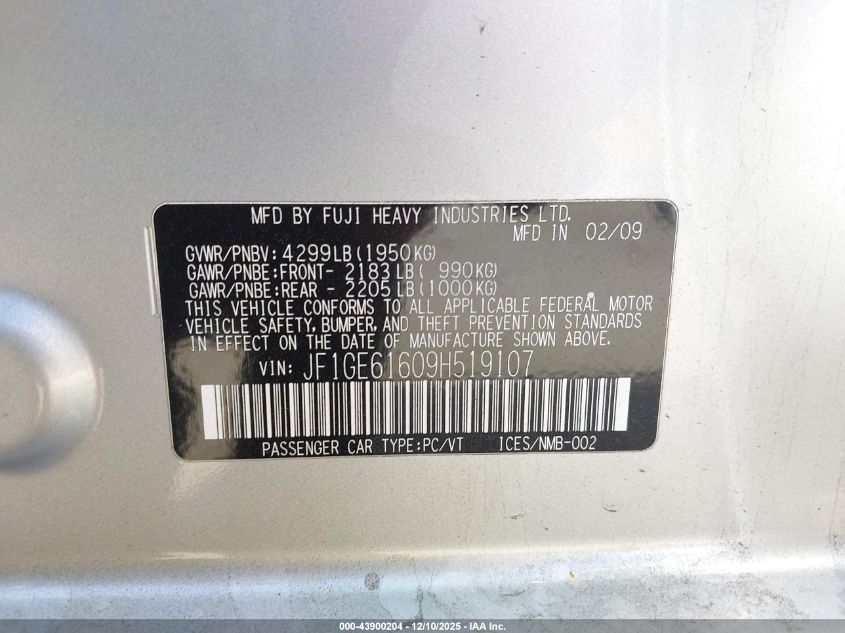 MFD BY FUJI HEAVY INDUSTRIES LTD.
MFD IN 02/09
GVWR/PNBV: 4299LB(1950KG)
GAWR/PNBE:FRONT- 2183LB( 990KG)
GAWR/PNBE:REAR - 2205LB(1000KG)
THIS VEHICLE CONFORMS TO ALL APPLICABLE FEDERAL MOTOR
VEHICLE SAFETY, BUMPER, AND THEFT PREVENTION STANDARDS
IN EFFECT ON THE DATE OF MANUFACTURE SHOWN ABOVE.
VIN: JF1GE61609H519107
PASSENGER CAR TYPE:PC/VT ICES/NMB-002
000-43900204 - 12/10/2025 - IAA Inc.